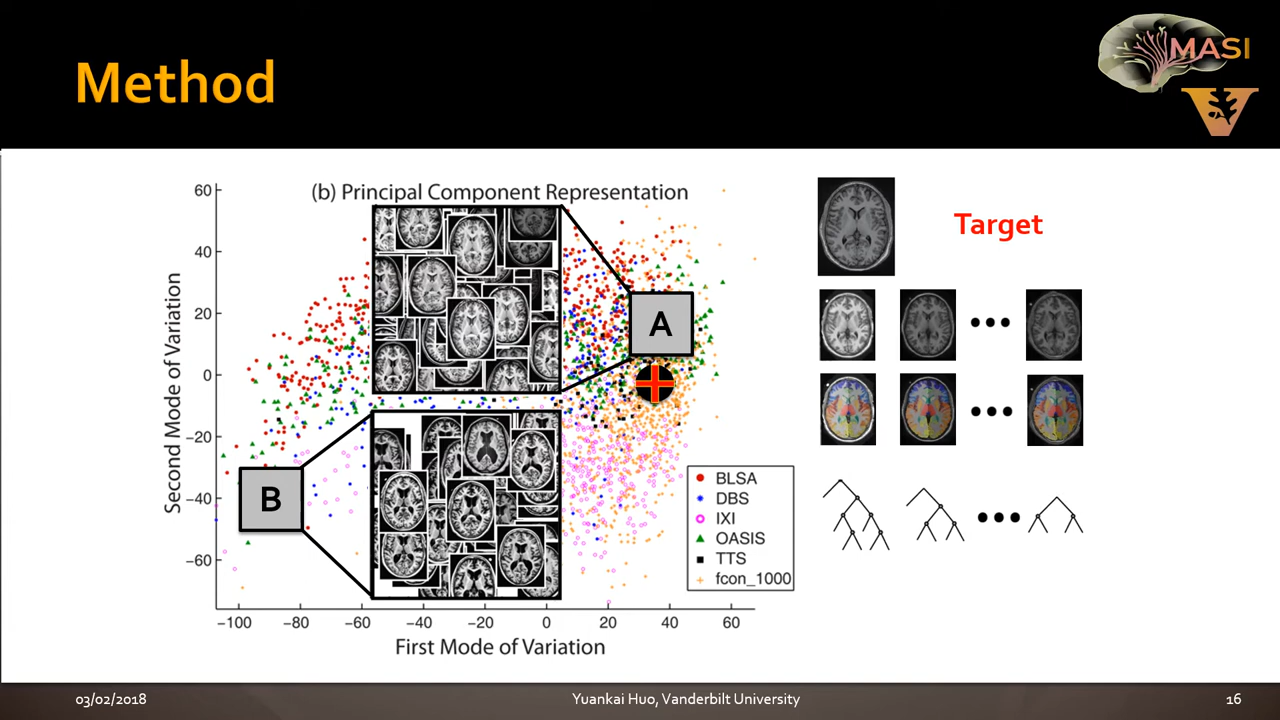 Method
MASI
V
(b) Principal Component Representation
60
40
20
0
−20
−40
−60
Second Mode of Variation
A
B
BLSA
DBS
IXI
OASIS
TTS
fcon_1000
−100 −80 −60 −40 −20 0 20 40 60
First Mode of Variation
Target
03/02/2018
Yuankai Huo, Vanderbilt University
16